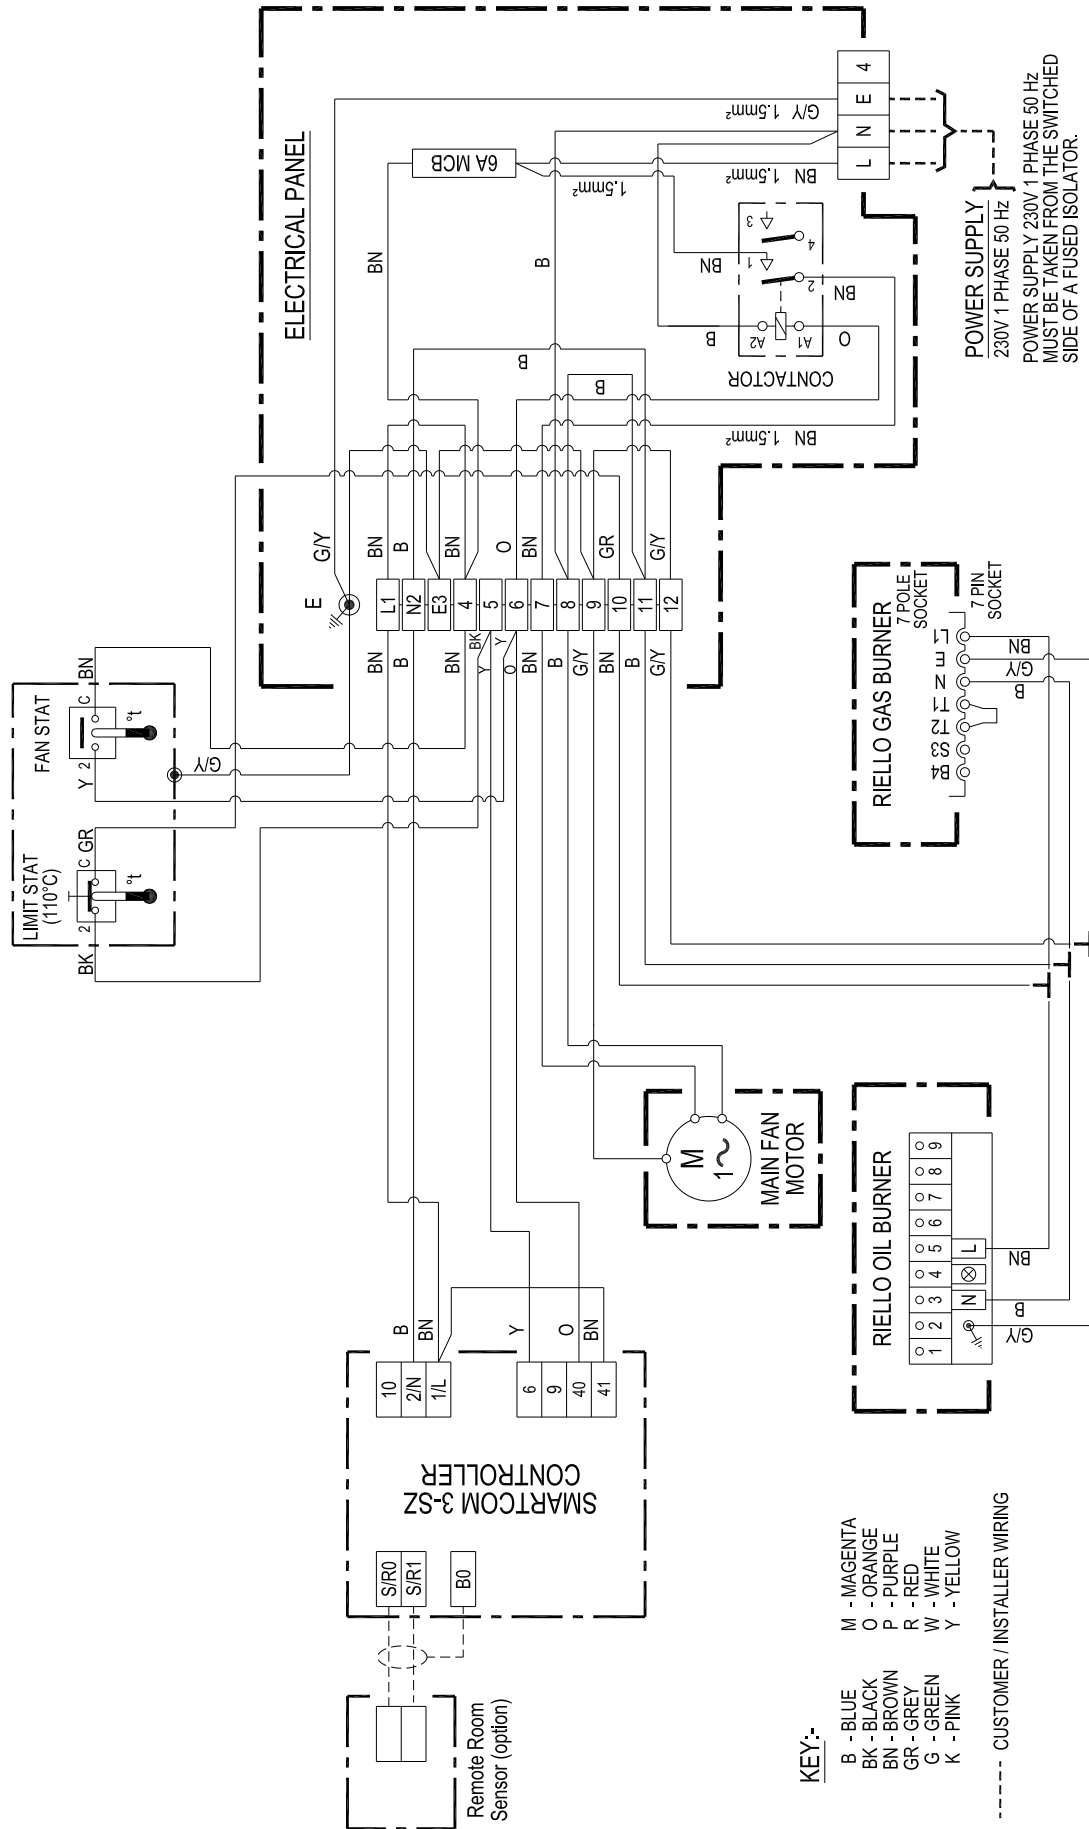 ELECTRICAL PANEL
6A MCB
1.5mm²
BN 1.5mm²
G/Y 1.5mm²
L
N
E
4
POWER SUPPLY
230V 1 PHASE 50 Hz
POWER SUPPLY 230V 1 PHASE 50 Hz
MUST BE TAKEN FROM THE SWITCHED
SIDE OF A FUSED ISOLATOR.
CONTACTOR
A2
A1
1
2
3
4
BN
BN
B
O
BN
B
B
B
BN 1.5mm²
E
G/Y
BN
B
BN
O
BN
GR
G/Y
L1
N2
E3
4
5
6
7
8
9
10
11
12
BN
B
BN
BK
Y
Y
O
BN
B
G/Y
BN
B
G/Y
FAN STAT
Y
2
C
BN
°t
G/Y
LIMIT STAT
(110°C)
BK
2
C
GR
°t
RIELLO GAS BURNER
7 POLE
SOCKET
7 PIN
SOCKET
B4
S3
T2
T1
N
E
L1
B
G/Y
BN
MAIN FAN
MOTOR
M
1~
RIELLO OIL BURNER
1
2
3
4
5
6
7
8
9
N
L
G/Y
B
BN
SMARTCOM 3-SZ
CONTROLLER
10
2/N
1/L
B
BN
6
9
40
41
Y
O
BN
S/R0
S/R1
B0
Remote Room
Sensor (option)
KEY:-
B - BLUE
BK - BLACK
BN - BROWN
GR - GREY
G - GREEN
K - PINK
M - MAGENTA
O - ORANGE
P - PURPLE
R - RED
W - WHITE
Y - YELLOW
CUSTOMER / INSTALLER WIRING